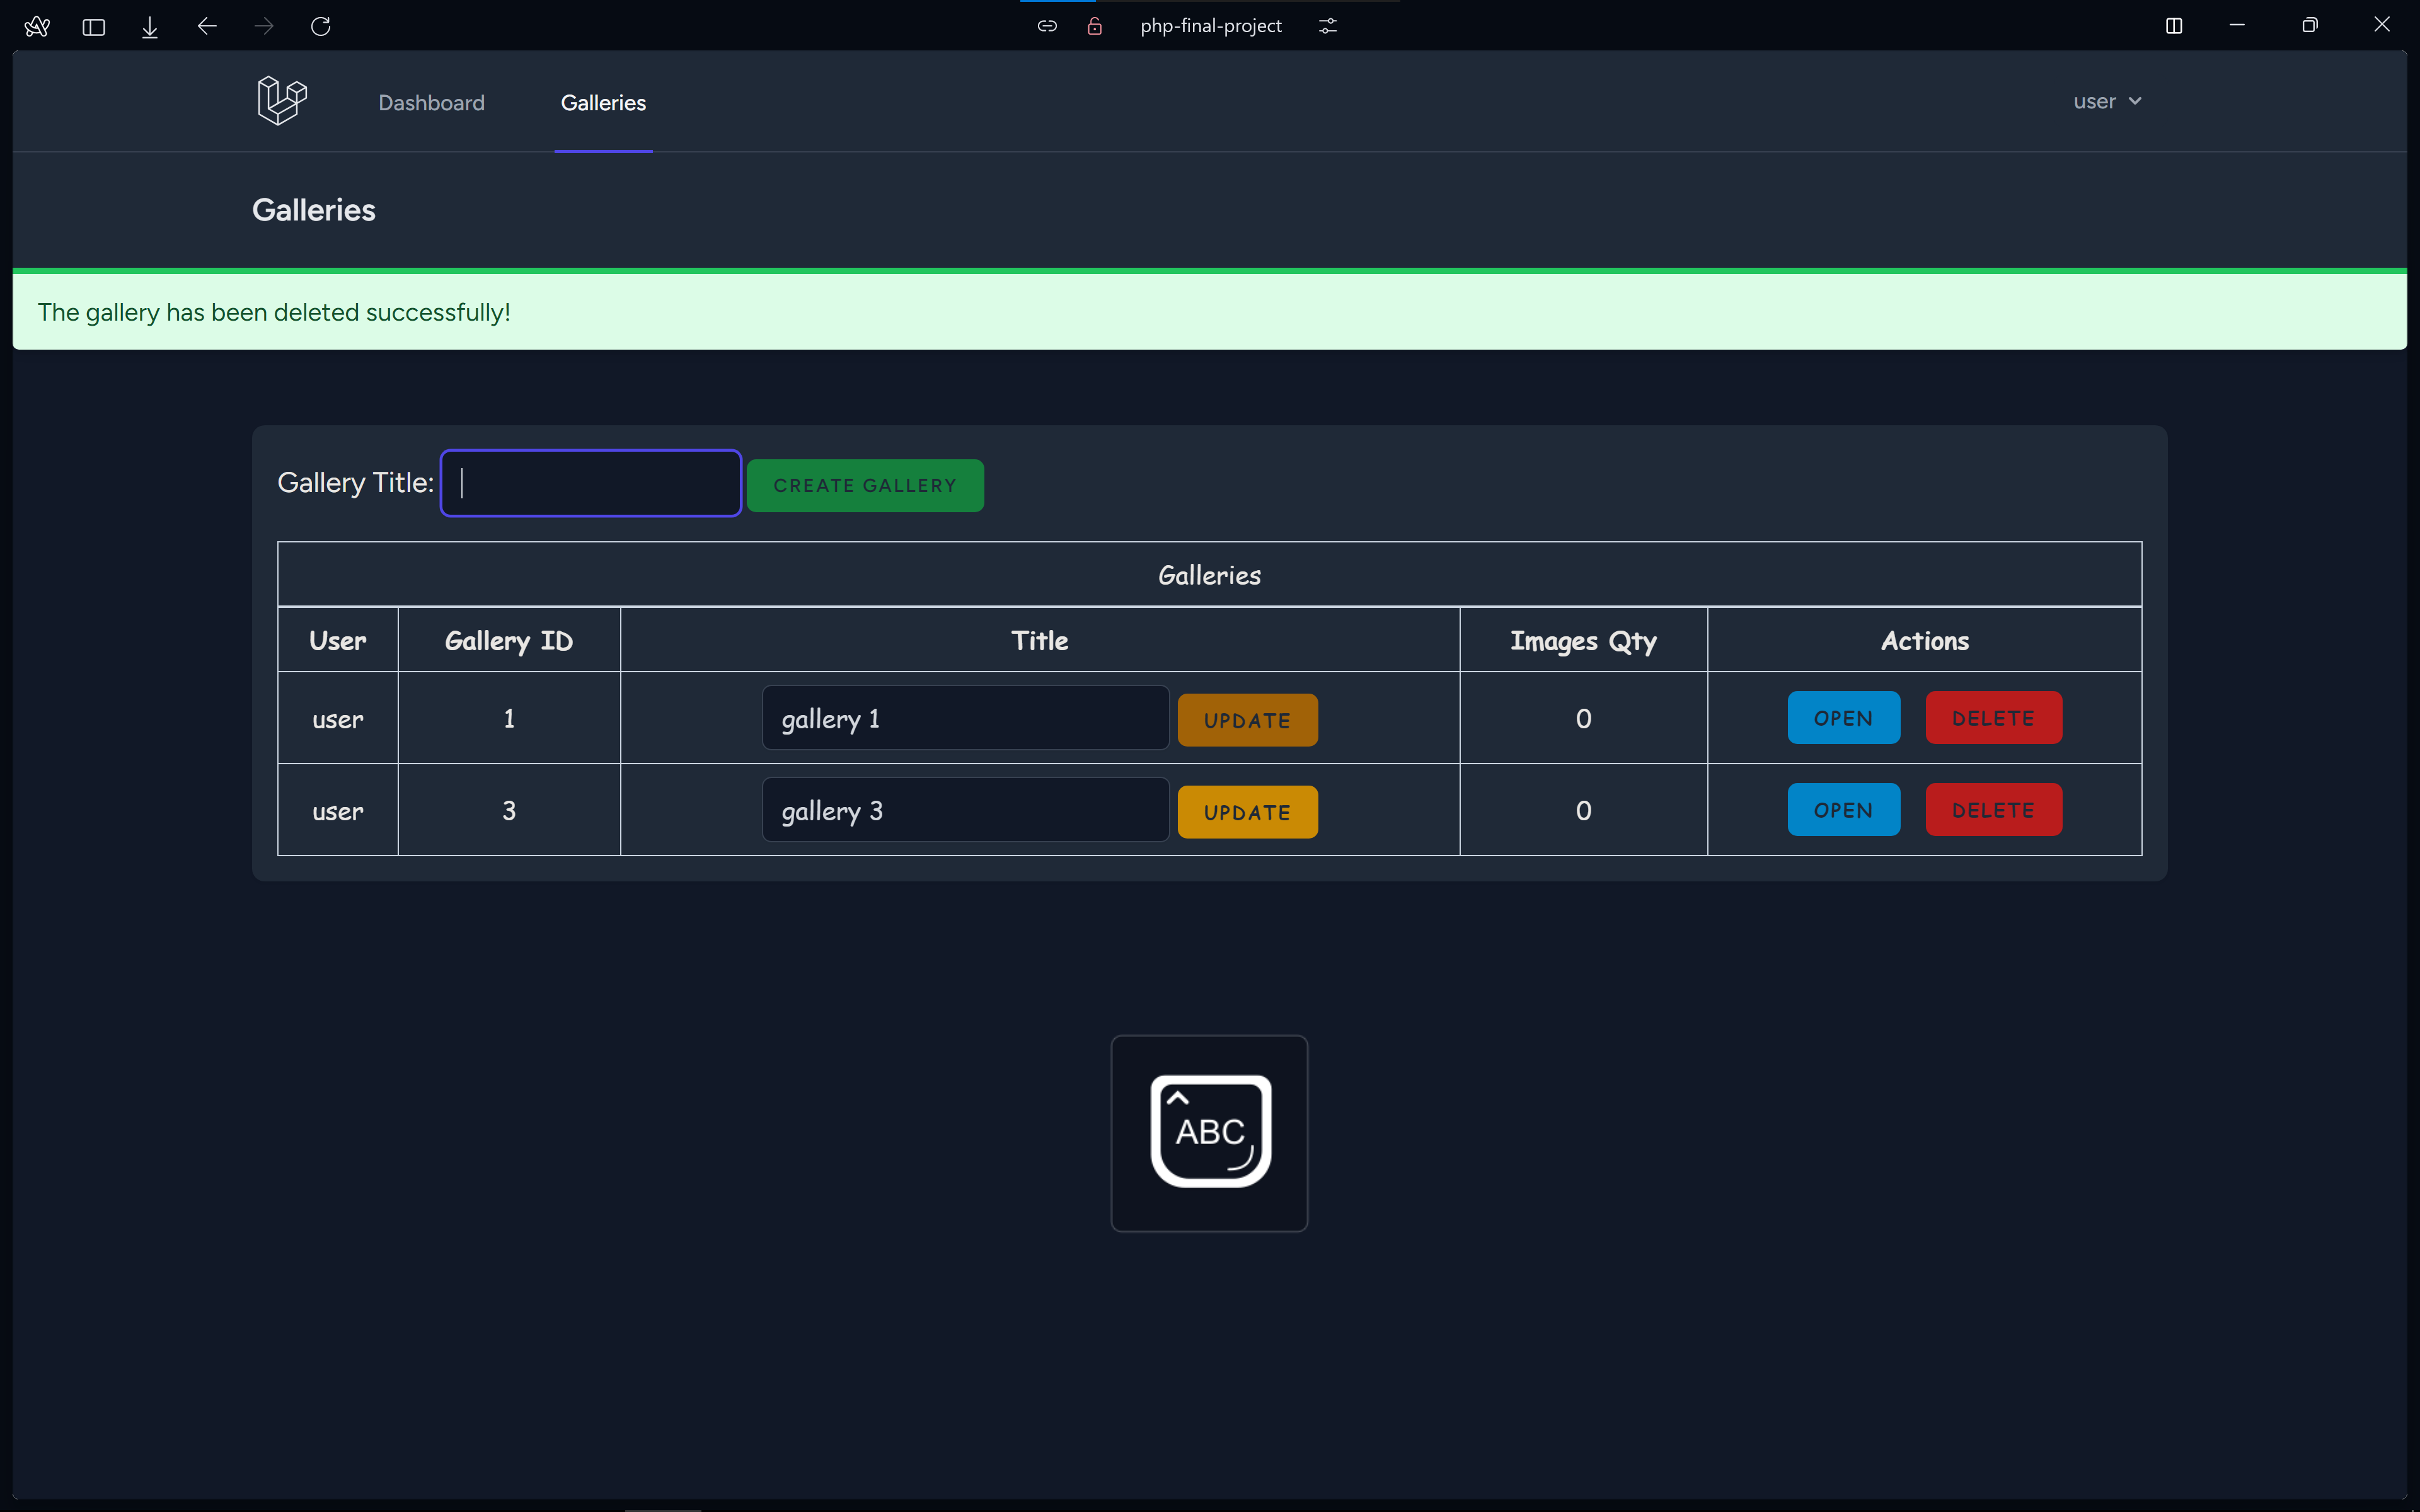 php-final-project
Dashboard Galleries user
Galleries
The gallery has been deleted successfully!
Gallery Title: CREATE GALLERY
Galleries
User Gallery ID Title Images Qty Actions
user 1 gallery 1 UPDATE 0 OPEN DELETE
user 3 gallery 3 UPDATE 0 OPEN DELETE
ABC